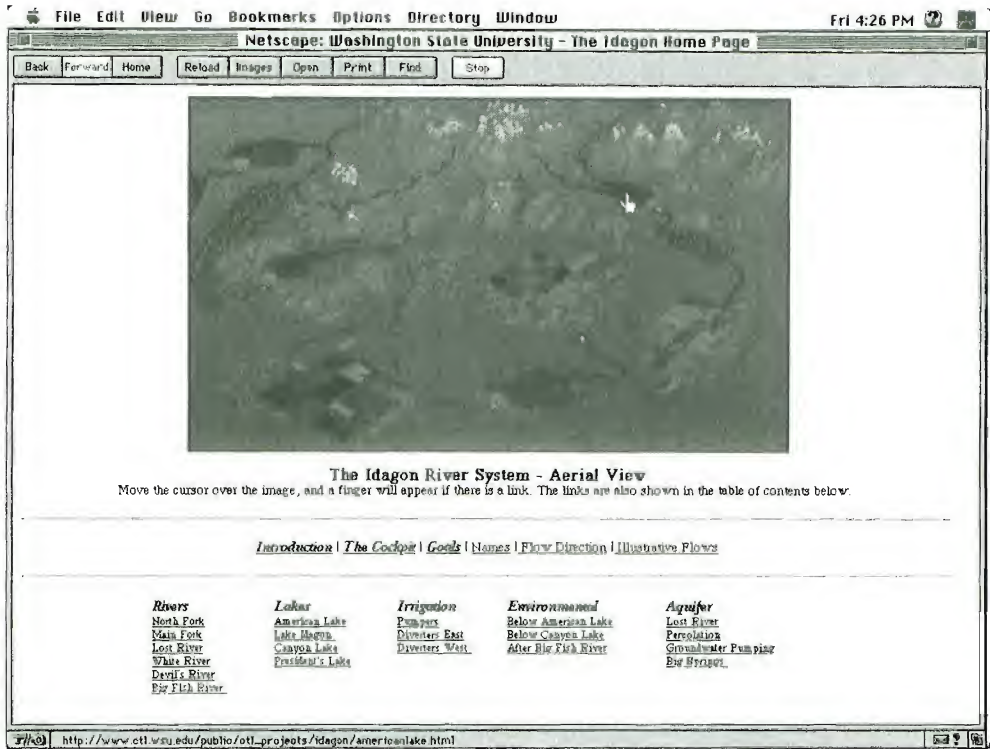 File Edit View Go Bookmarks Options Directory Window Fri 4:26 PM
Netscape: Washington State University - The Idagon Home Page
Back Forward Home Reload Images Open Print Find Stop
The Idagon River System - Aerial View
Move the cursor over the image, and a finger will appear if there is a link. The links are also shown in the table of contents below.
Introduction | The Cockpit | Goals | Names | Flow Direction | Illustrative Flows
Rivers Lakes Irrigation Environmental Aquifer
North Fork American Lake Pumpers Below American Lake Lost River
Main Fork Lake Magon Diverters East Below Canyon Lake Percolation
Lost River Canyon Lake Diverters West After Big Fish River Groundwater Pumping
White River President's Lake Big Springs
Devil's River
Big Fish River
http://www.ctl.wsu.edu/public/otl_projects/idagon/americanlake.html